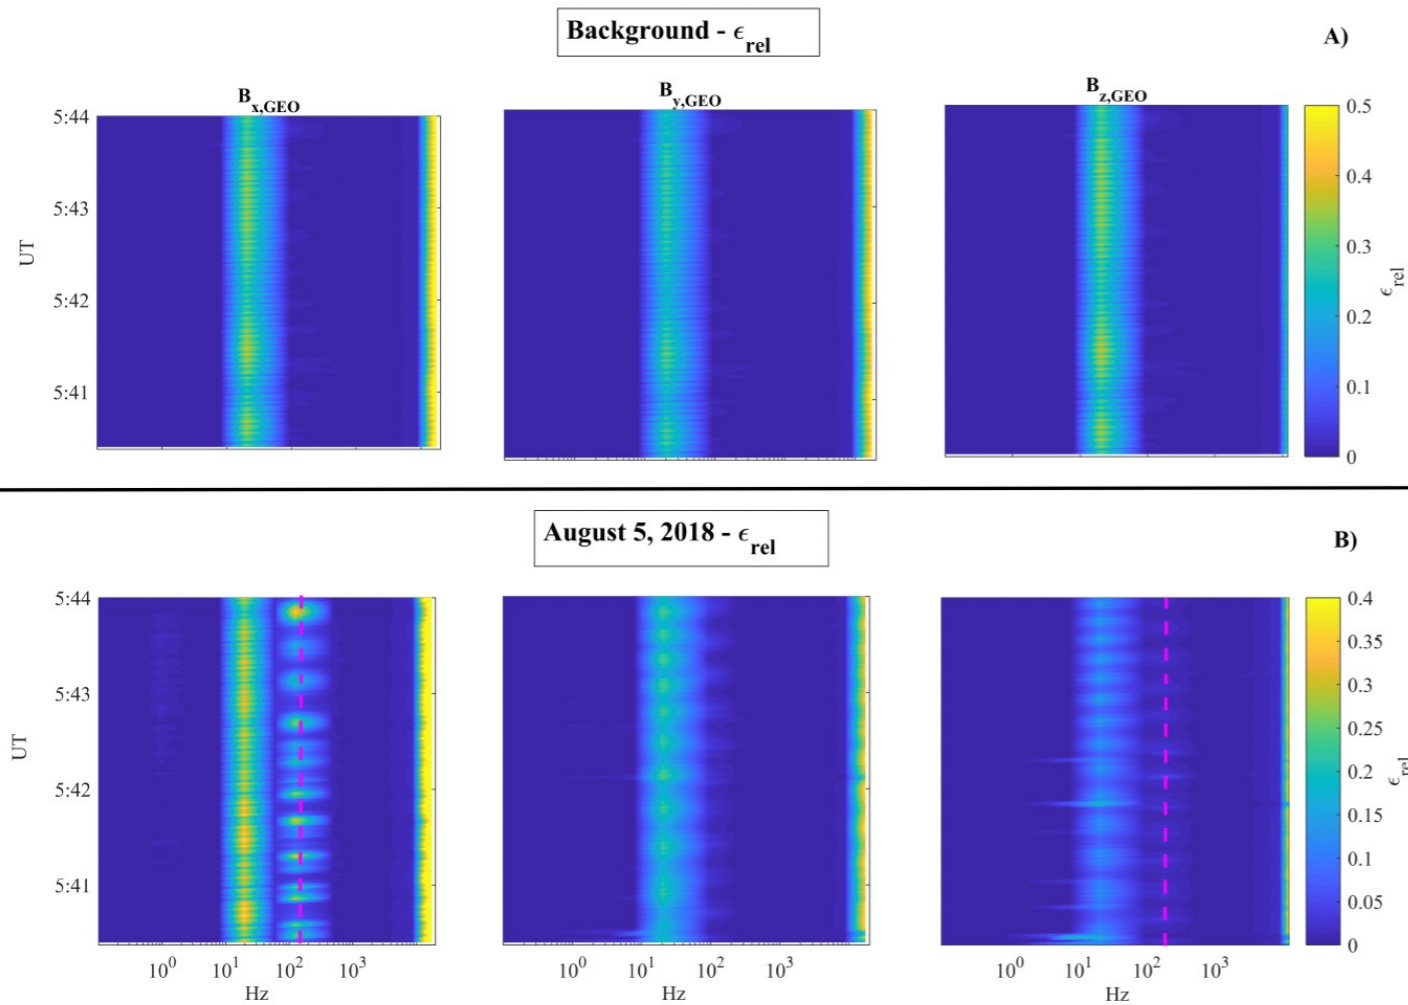 Background - ϵrel
A)
Bx,GEO
By,GEO
Bz,GEO
5:44
5:43
5:42
5:41
UT
0.5
0.4
0.3
0.2
0.1
0
ϵrel
August 5, 2018 - ϵrel
B)
5:44
5:43
5:42
5:41
UT
10^0 10^1 10^2 10^3
Hz
10^0 10^1 10^2 10^3
Hz
10^0 10^1 10^2 10^3
Hz
0.4
0.35
0.3
0.25
0.2
0.15
0.1
0.05
0
ϵrel